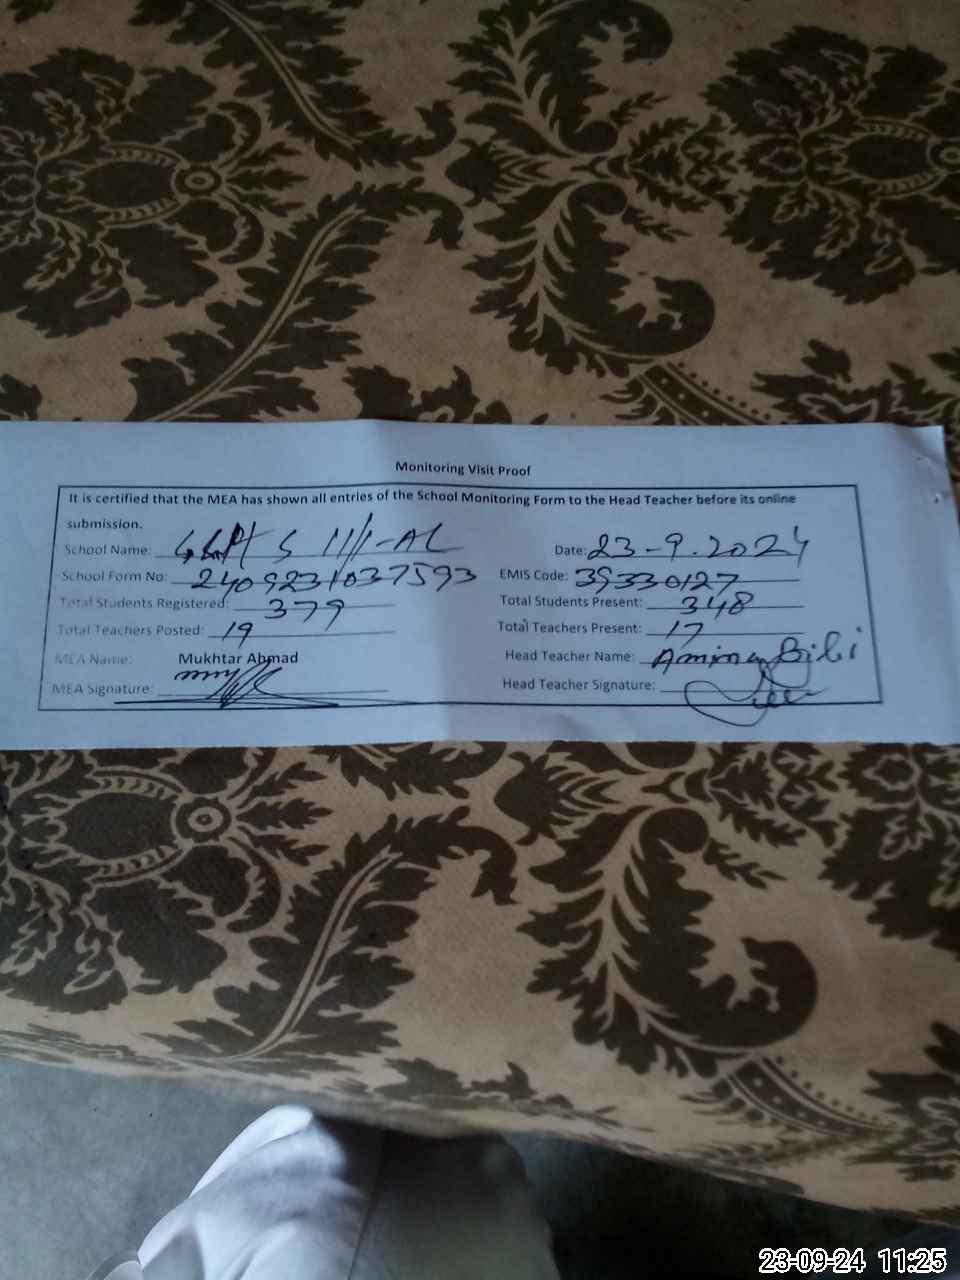 Monitoring Visit Proof
It is certified that the MEA has shown all entries of the School Monitoring Form to the Head Teacher before its online
submission.
School Name: 111-AL Date: 23-9.2024
School Form No: 2409231037593 EMIS Code: 39330127
Total Students Registered: 379 Total Students Present: 348
Total Teachers Posted: 19 Total Teachers Present: 17
MEA Name: Mukhtar Ahmad Head Teacher Name: Amina Bibi
MEA Signature: Head Teacher Signature:
23-09-24 11:25